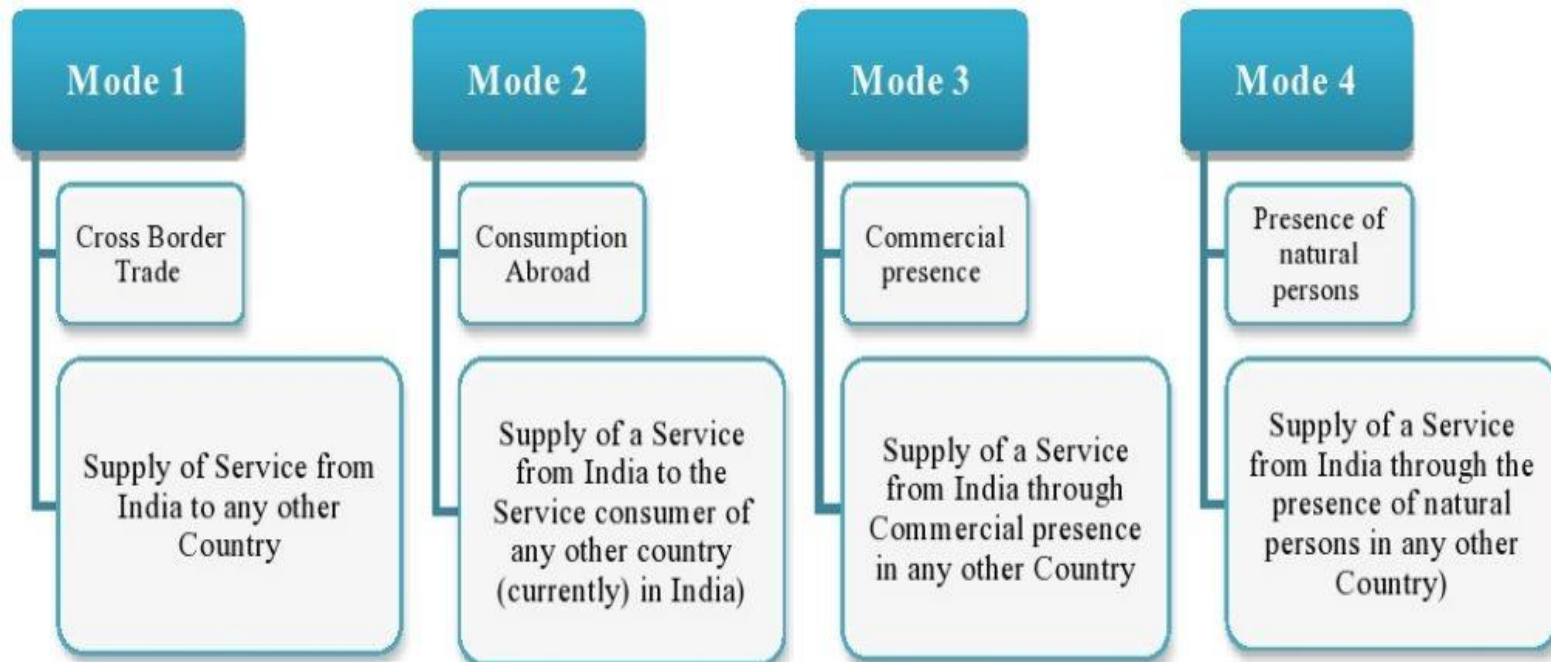 Mode 1
Cross Border
Trade
Supply of Service from
India to any other
Country
Mode 2
Consumption
Abroad
Supply of a Service
from India to the
Service consumer of
any other country
(currently) in India)
Mode 3
Commercial
presence
Supply of a Service
from India through
Commercial presence
in any other Country
Mode 4
Presence of
natural
persons
Supply of a Service
from India through the
presence of natural
persons in any other
Country)